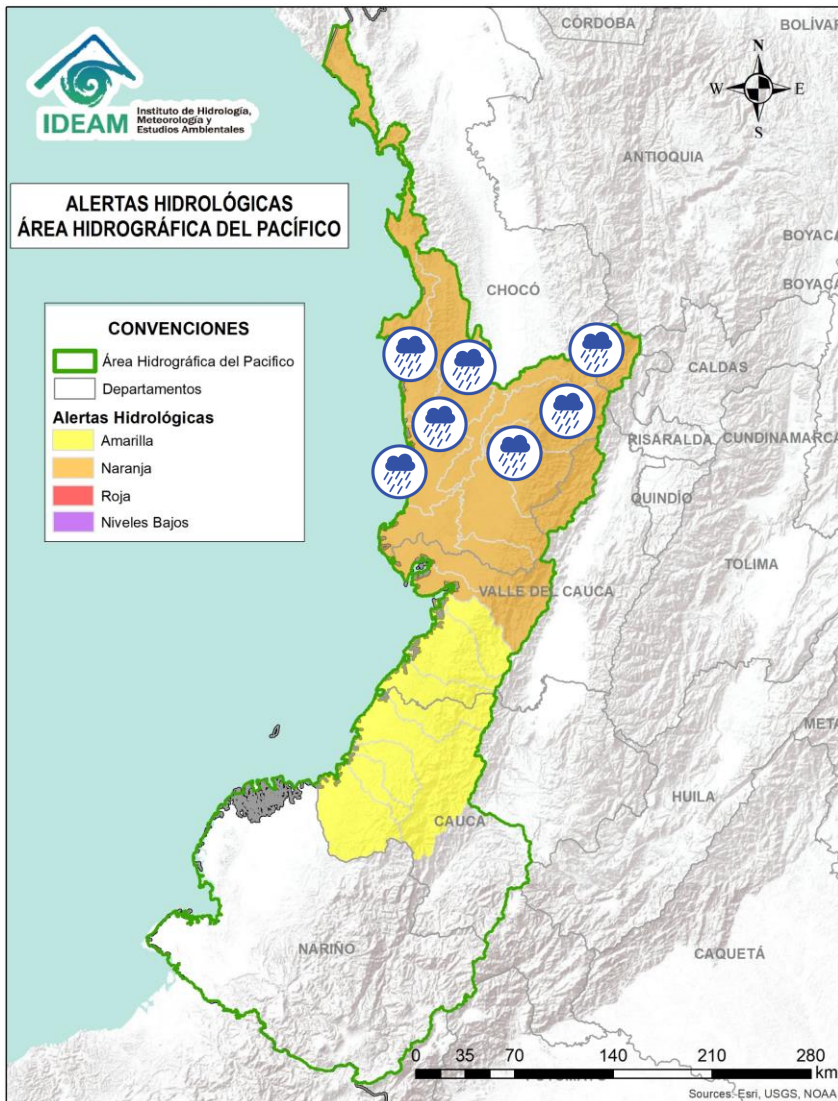 CÓRDOBA
BOLÍVAR
IDEAM
Instituto de Hidrología,
Meteorología y
Estudios Ambientales
N
W
E
S
ANTIOQUIA
ALERTAS HIDROLÓGICAS
ÁREA HIDROGRÁFICA DEL PACÍFICO
BOYACÁ
BOYACÁ
CHOCÓ
CONVENCIONES
Área Hidrográfica del Pacifico
Departamentos
Alertas Hidrológicas
Amarilla
Naranja
Roja
Niveles Bajos
CALDAS
RISARALDA
CUNDINAMARCA
QUINDÍO
TOLIMA
VALLE DEL CAUCA
META
HUILA
CAUCA
NARIÑO
CAQUETÁ
0 35 70 140 210 280
km
Sources: Esri, USGS, NOAA